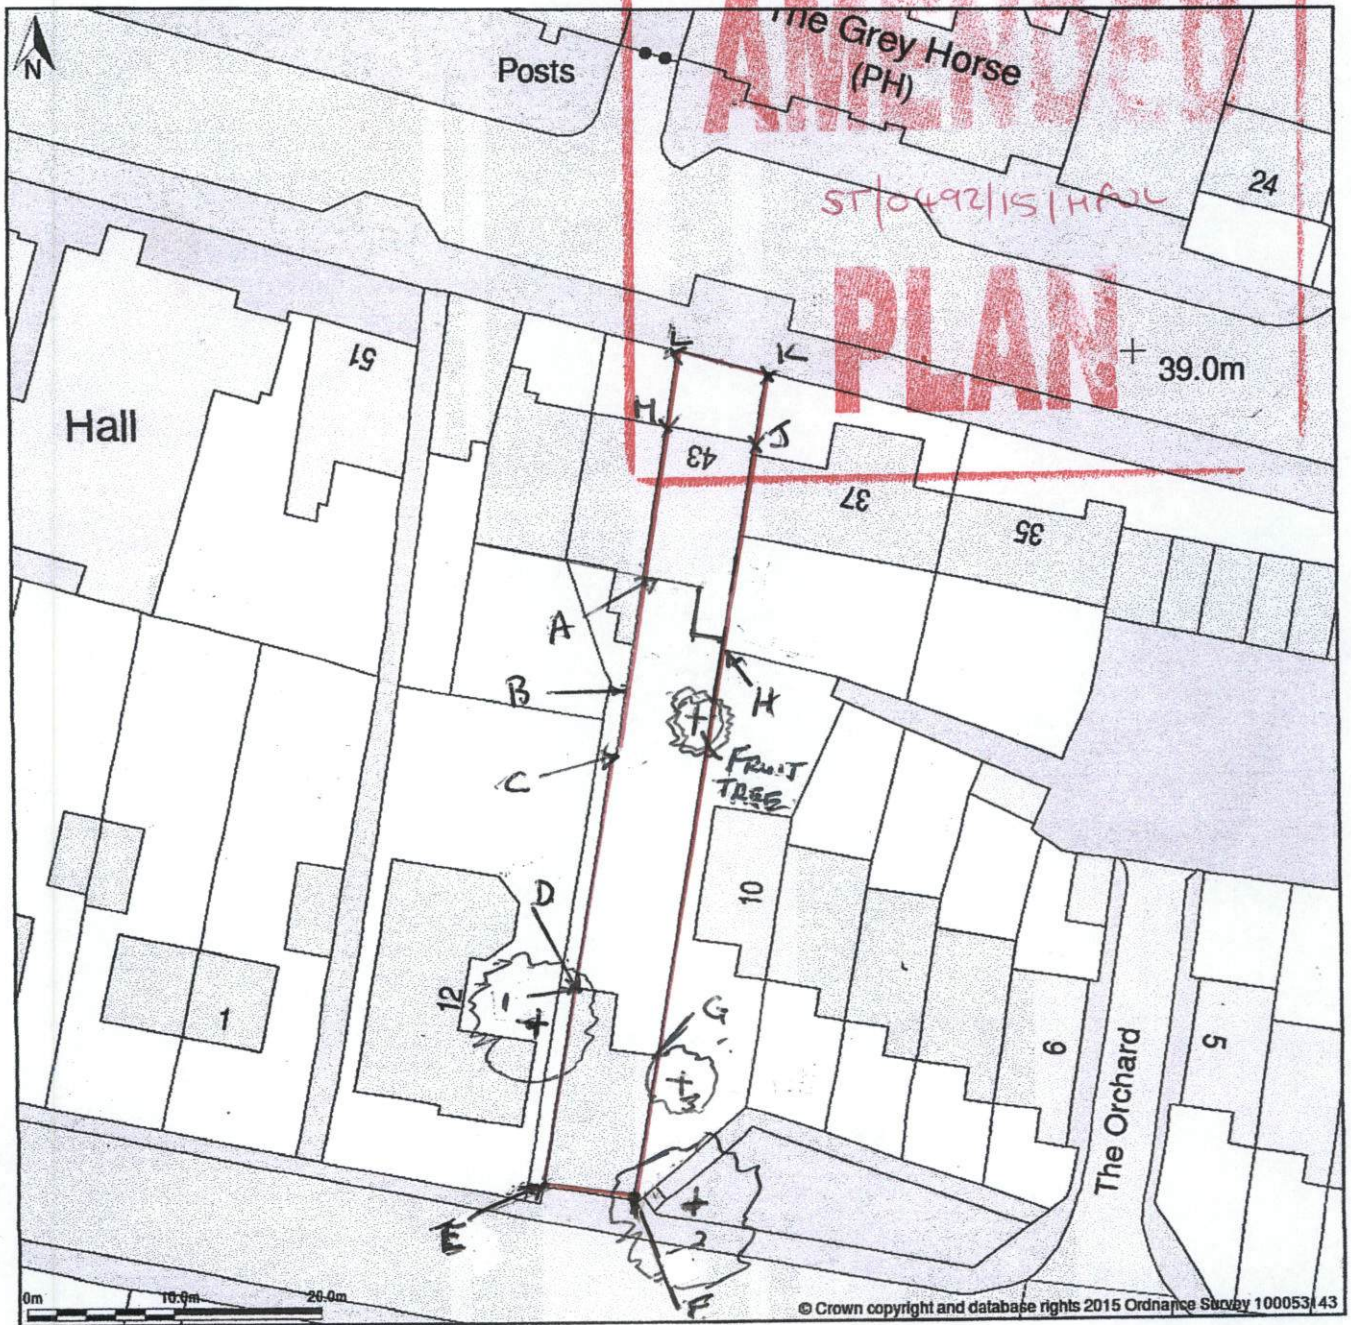 N
Posts
The Grey Horse
(PH)
AMENDED
24
ST/0492/15/HFUL
PLAN
39.0m
51
Hall
L
K
M
J
43
37
35
A
B
H
C
FRUIT
TREE
D
10
12
1
1
G
3
6
5
The Orchard
2
E
F
0m
10.0m
20.0m
© Crown copyright and database rights 2015 Ordnance Survey 100053143